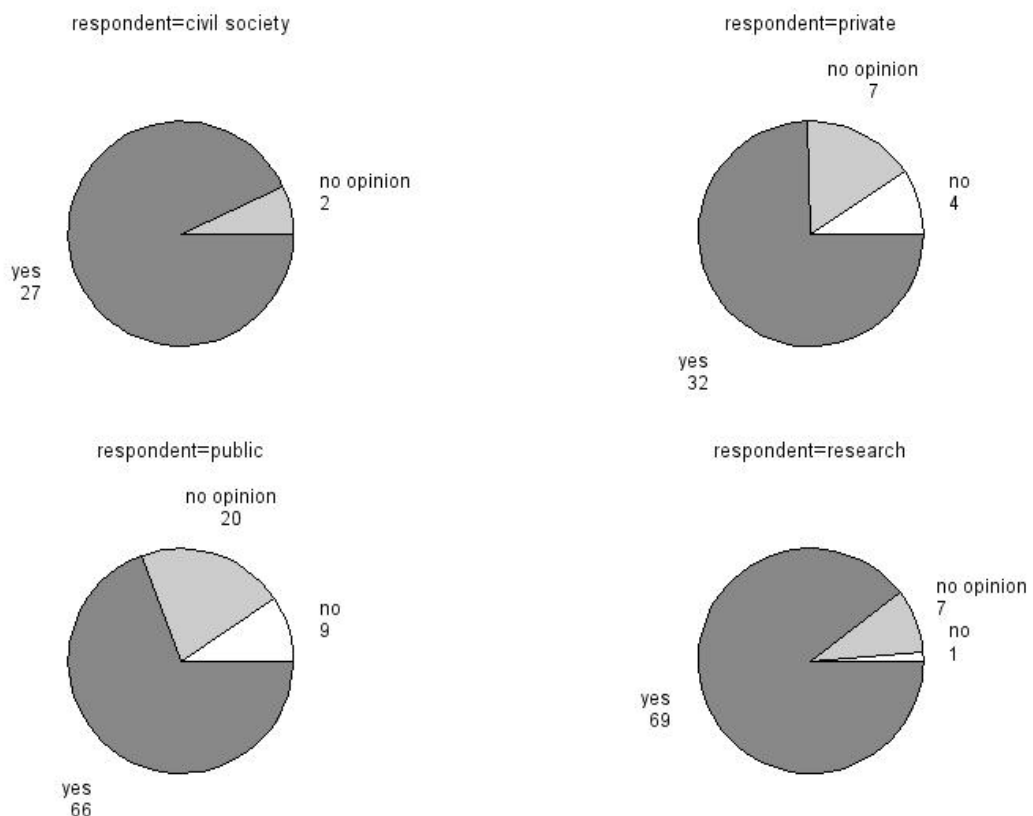 respondent=civil society
no opinion
2
yes
27
respondent=private
no opinion
7
no
4
yes
32
respondent=public
no opinion
20
no
9
yes
66
respondent=research
no opinion
7
no
1
yes
69